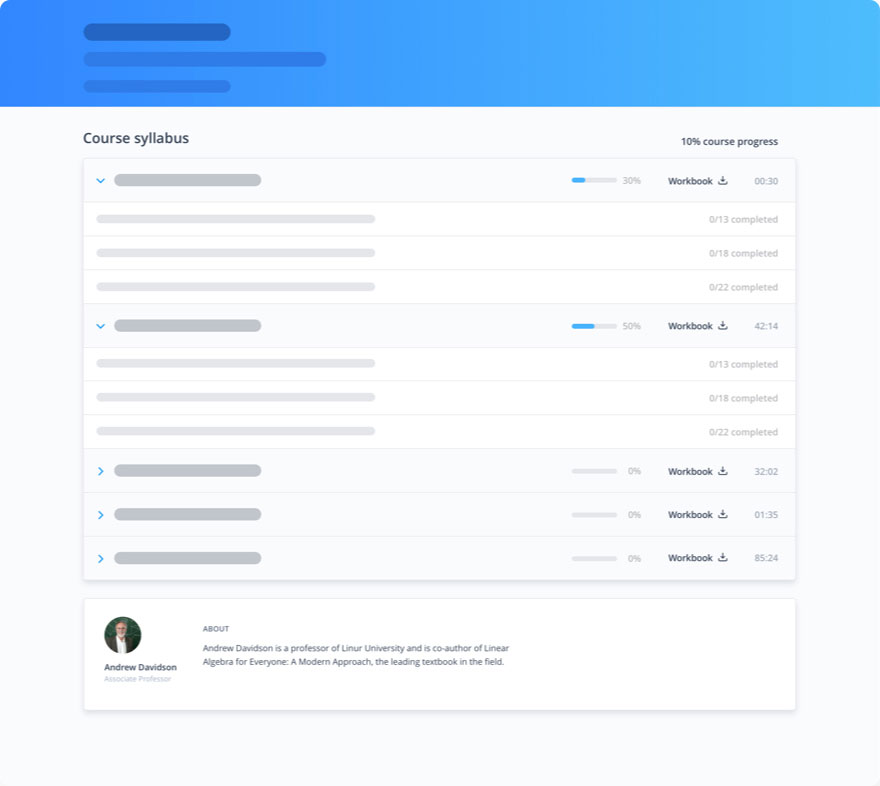 Course syllabus
10% course progress
30% Workbook 00:30
0/13 completed
0/18 completed
0/22 completed
50% Workbook 42:14
0/13 completed
0/18 completed
0/22 completed
0% Workbook 32:02
0% Workbook 01:35
0% Workbook 85:24
Andrew Davidson
Associate Professor
ABOUT
Andrew Davidson is a professor of Linur University and is co-author of Linear
Algebra for Everyone: A Modern Approach, the leading textbook in the field.